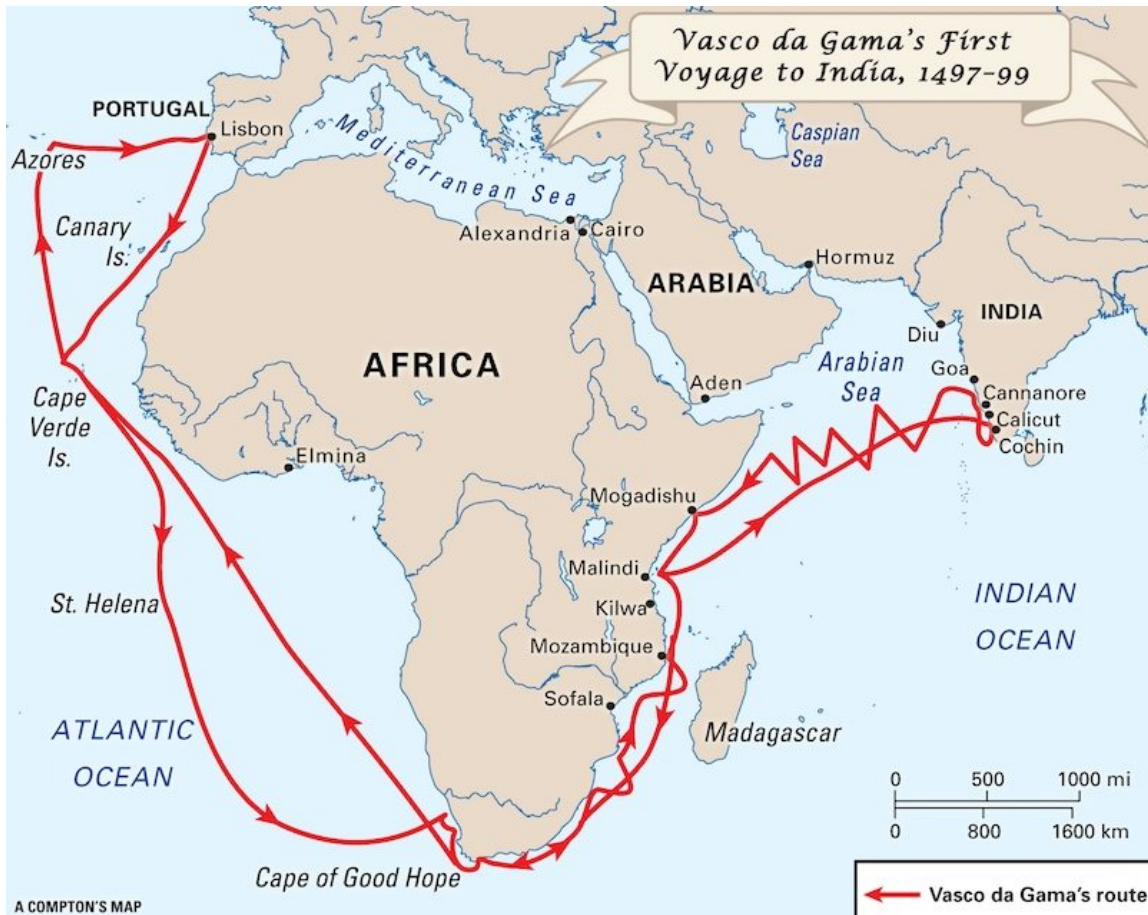 Vasco da Gama's First
Voyage to India, 1497-99
PORTUGAL
Lisbon
Azores
Mediterranean Sea
Caspian
Sea
Canary
Is.
Alexandria
Cairo
Hormuz
ARABIA
INDIA
Diu
AFRICA
Arabian
Sea
Goa
Aden
Cannanore
Calicut
Cochin
Cape
Verde
Is.
Elmina
Mogadishu
Malindi
St. Helena
Kilwa
INDIAN
OCEAN
Mozambique
Sofala
Madagascar
ATLANTIC
OCEAN
0 500 1000 mi
0 800 1600 km
Cape of Good Hope
Vasco da Gama's route
A COMPTON'S MAP